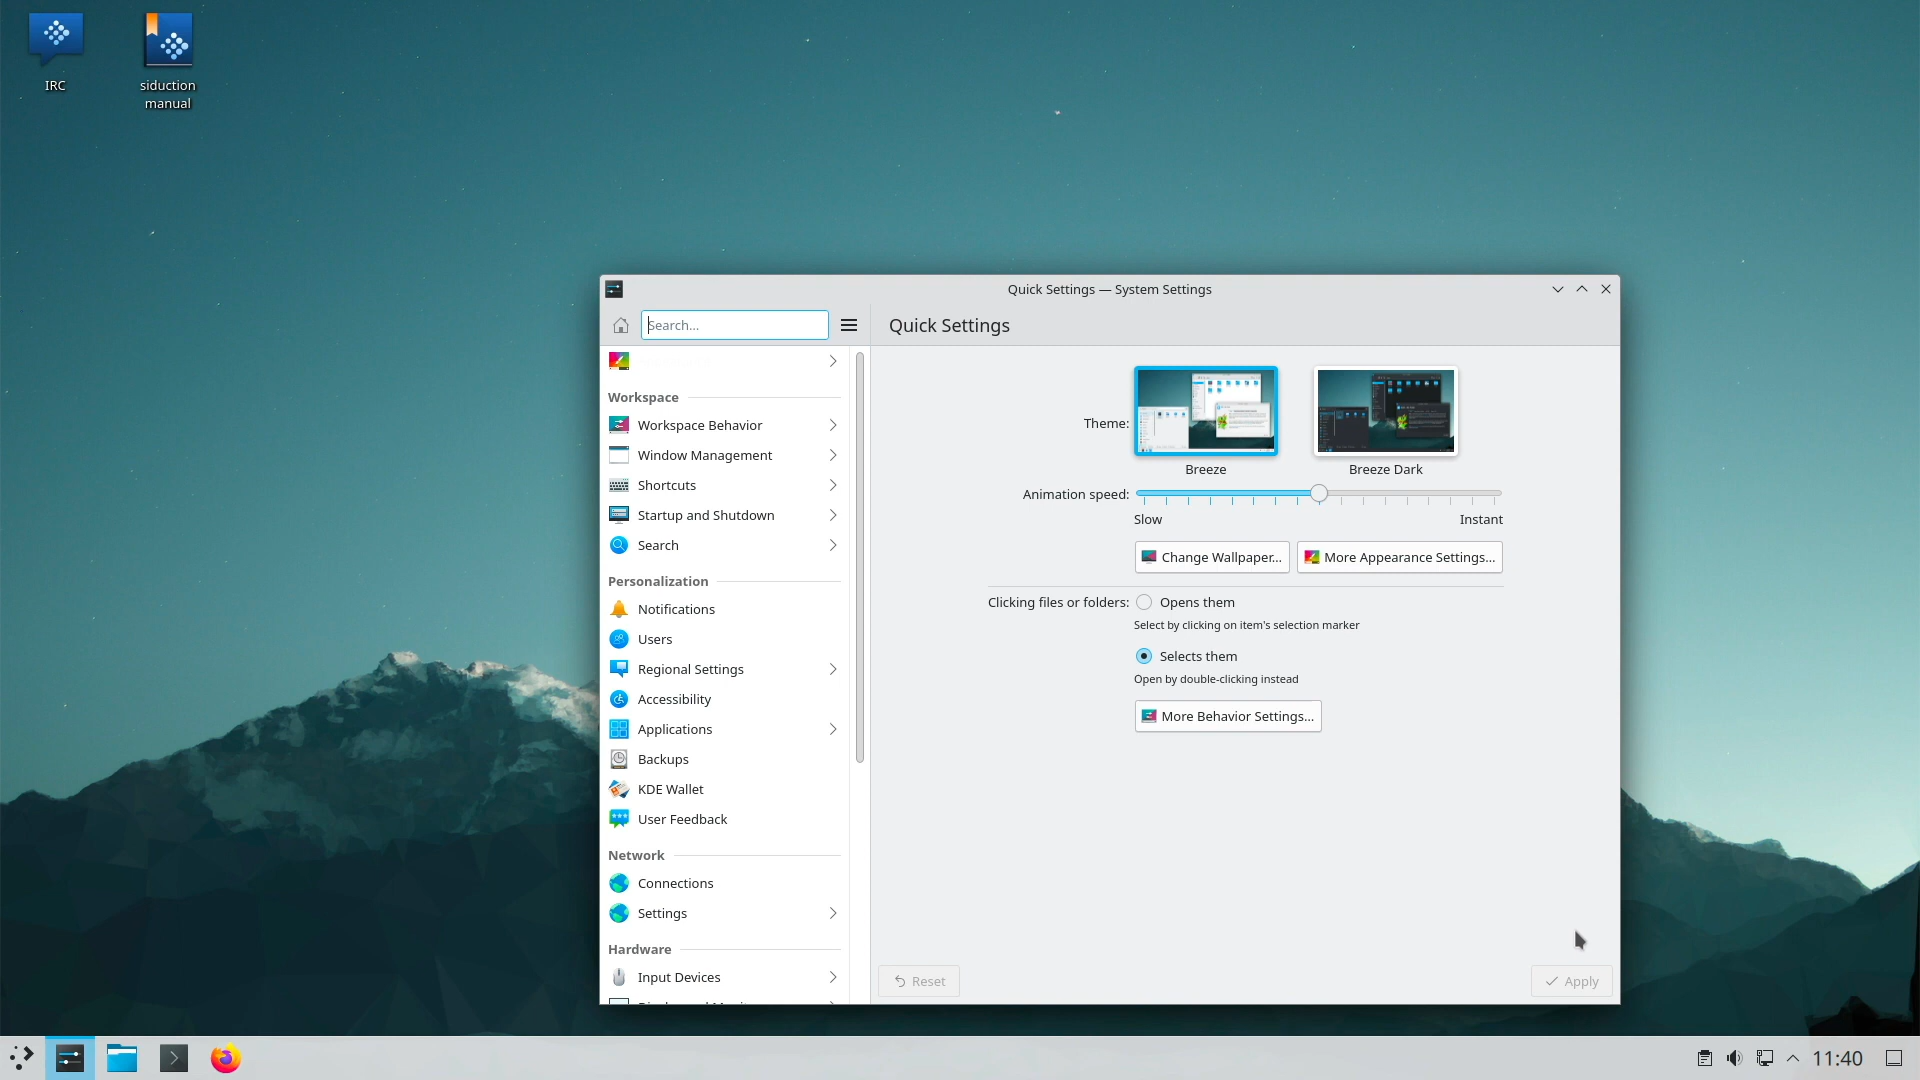 IRC
siduction
manual
Quick Settings — System Settings
Search...
Quick Settings
Workspace
Workspace Behavior
Window Management
Shortcuts
Startup and Shutdown
Search
Personalization
Notifications
Users
Regional Settings
Accessibility
Applications
Backups
KDE Wallet
User Feedback
Network
Connections
Settings
Hardware
Input Devices
Theme:
Breeze
Breeze Dark
Animation speed:
Slow
Instant
Change Wallpaper...
More Appearance Settings...
Clicking files or folders:
Opens them
Select by clicking on item's selection marker
Selects them
Open by double-clicking instead
More Behavior Settings...
Reset
Apply
11:40